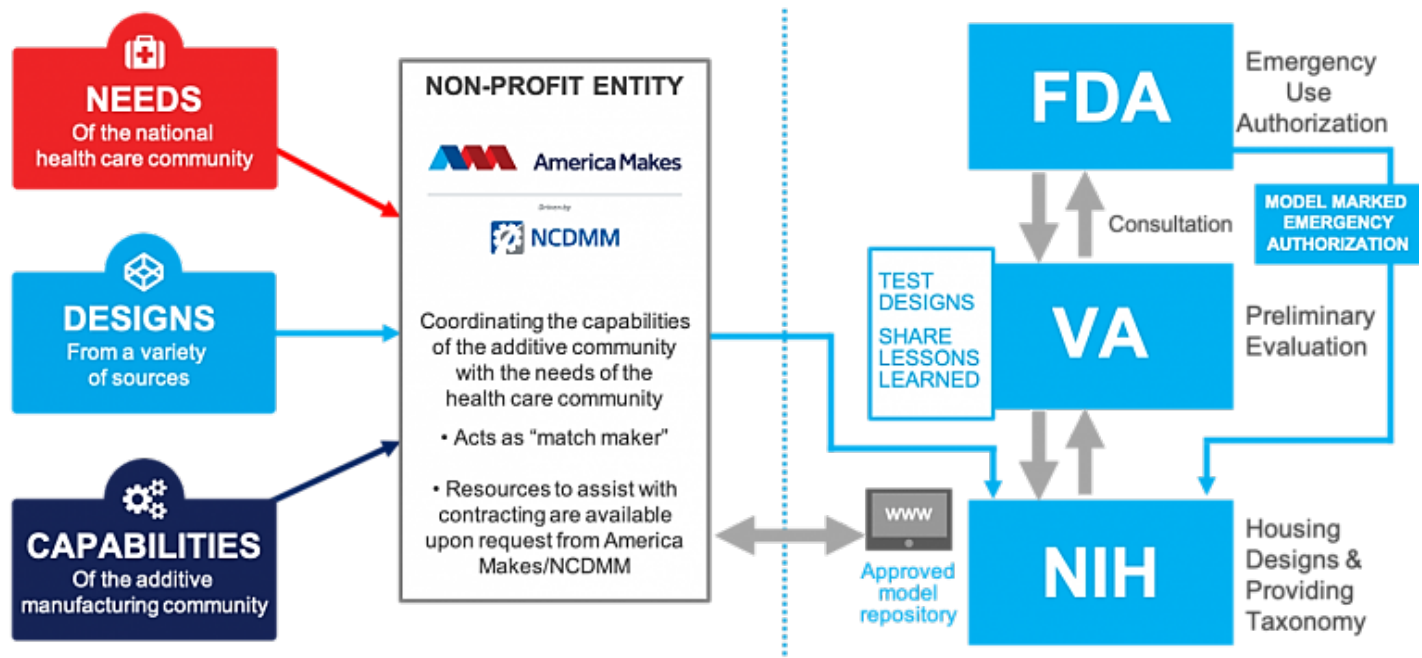 NEEDS
Of the national
health care community
DESIGNS
From a variety
of sources
CAPABILITIES
Of the additive
manufacturing community
NON-PROFIT ENTITY
America Makes
Driven by
NCDMM
Coordinating the capabilities
of the additive community
with the needs of the
health care community
• Acts as “match maker”
• Resources to assist with
contracting are available
upon request from America
Makes/NCDMM
FDA
Emergency
Use
Authorization
Consultation
MODEL MARKED
EMERGENCY
AUTHORIZATION
TEST
DESIGNS
SHARE
LESSONS
LEARNED
VA
Preliminary
Evaluation
www
Approved
model
repository
NIH
Housing
Designs &
Providing
Taxonomy